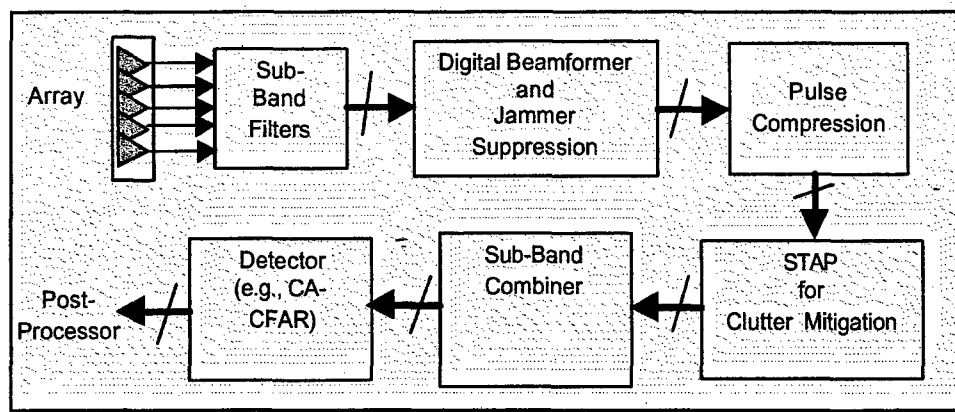 Array
Sub-
Band
Filters
Digital Beamformer
and
Jammer
Suppression
Pulse
Compression
STAP
for
Clutter Mitigation
Sub-Band
Combiner
Detector
(e.g., CA-
CFAR)
Post-
Processor